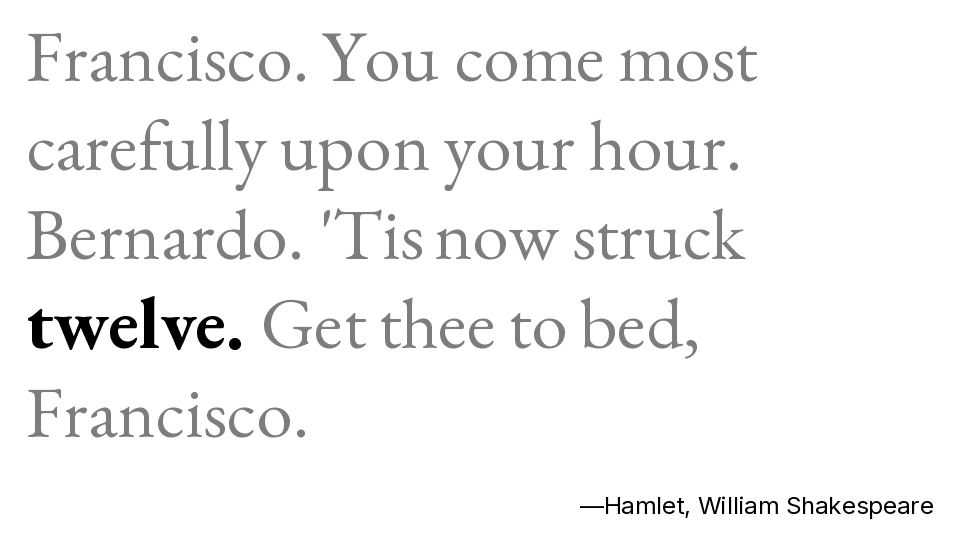 Francisco. You come most
carefully upon your hour.
Bernardo. 'Tis now struck
twelve. Get thee to bed,
Francisco.
—Hamlet, William Shakespeare